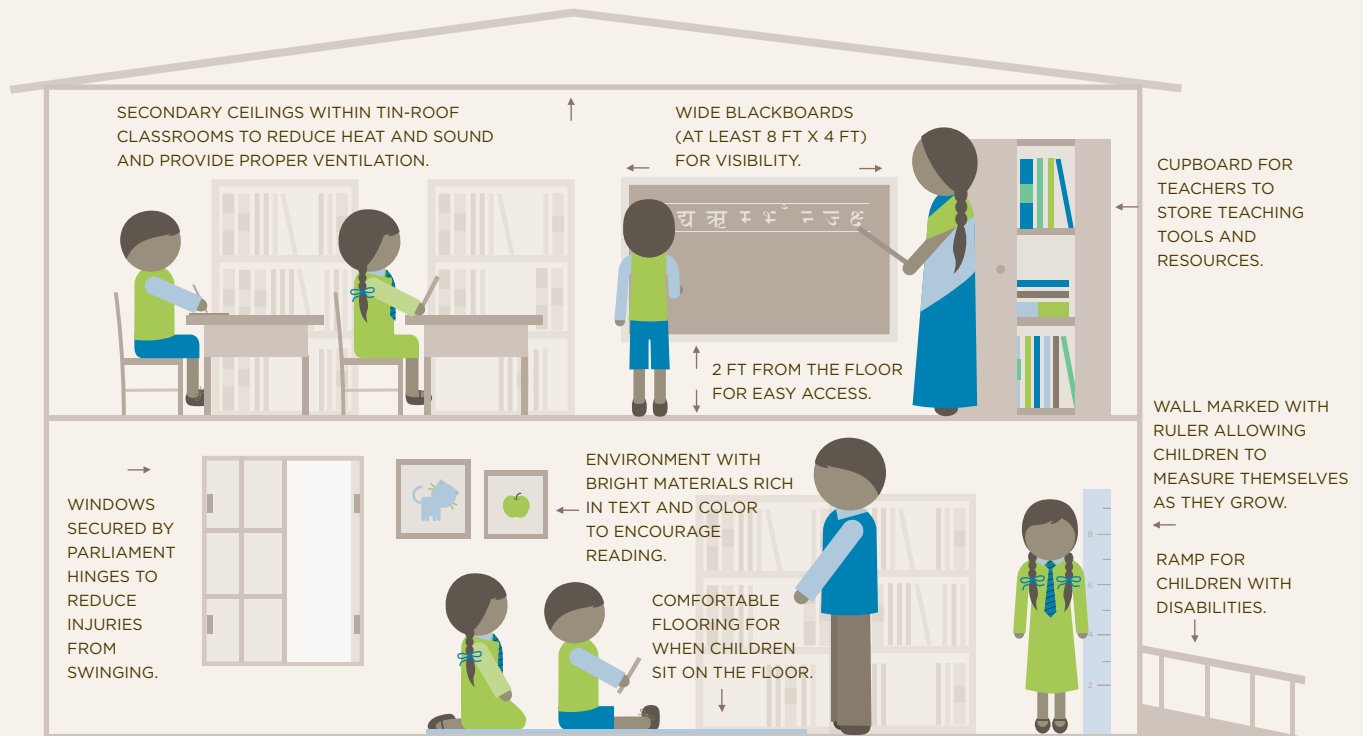 SECONDARY CEILINGS WITHIN TIN-ROOF
CLASSROOMS TO REDUCE HEAT AND SOUND
AND PROVIDE PROPER VENTILATION.
WIDE BLACKBOARDS
(AT LEAST 8 FT X 4 FT)
FOR VISIBILITY.
CUPBOARD FOR
TEACHERS TO
STORE TEACHING
TOOLS AND
RESOURCES.
2 FT FROM THE FLOOR
FOR EASY ACCESS.
WALL MARKED WITH
RULER ALLOWING
CHILDREN TO
MEASURE THEMSELVES
AS THEY GROW.
RAMP FOR
CHILDREN WITH
DISABILITIES.
WINDOWS
SECURED BY
PARLIAMENT
HINGES TO
REDUCE
INJURIES
FROM
SWINGING.
ENVIRONMENT WITH
BRIGHT MATERIALS RICH
IN TEXT AND COLOR
TO ENCOURAGE
READING.
COMFORTABLE
FLOORING FOR
WHEN CHILDREN
SIT ON THE FLOOR.
8
6
4
2